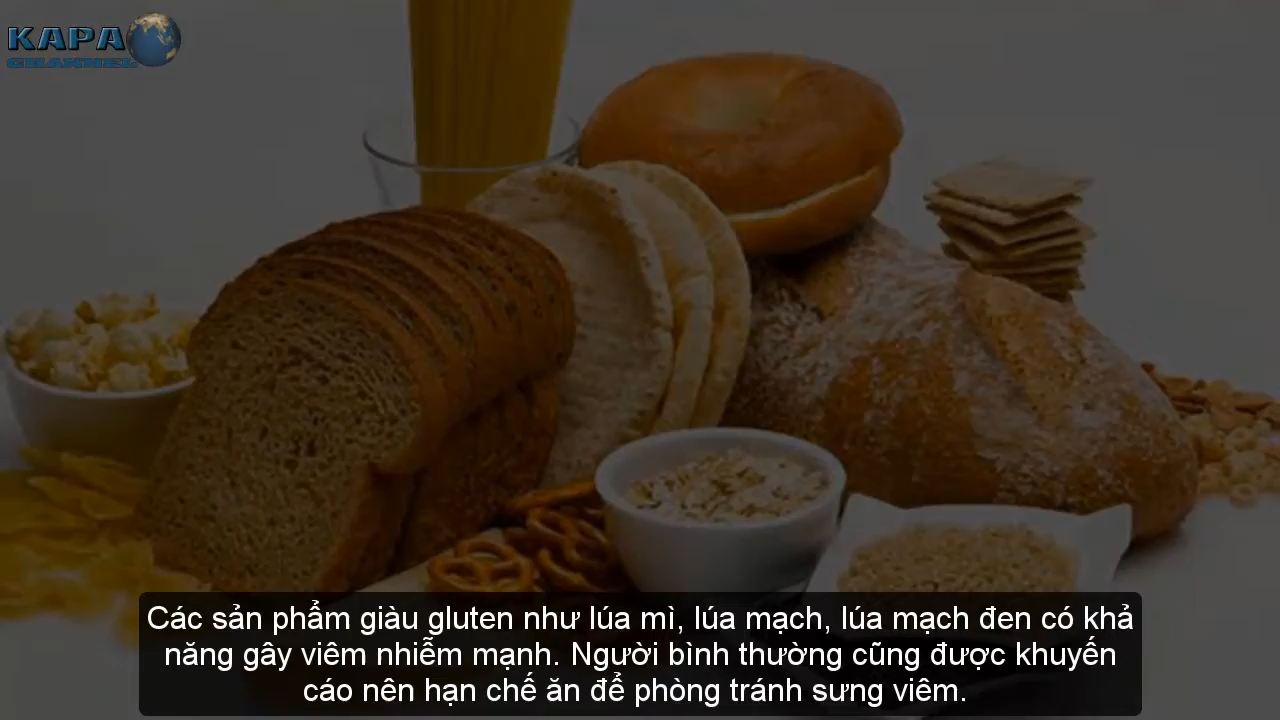 KAPA
CHANNEL
Các sản phẩm giàu gluten như lúa mì, lúa mạch, lúa mạch đen có khả
năng gây viêm nhiễm mạnh. Người bình thường cũng được khuyến
cáo nên hạn chế ăn để phòng tránh sưng viêm.